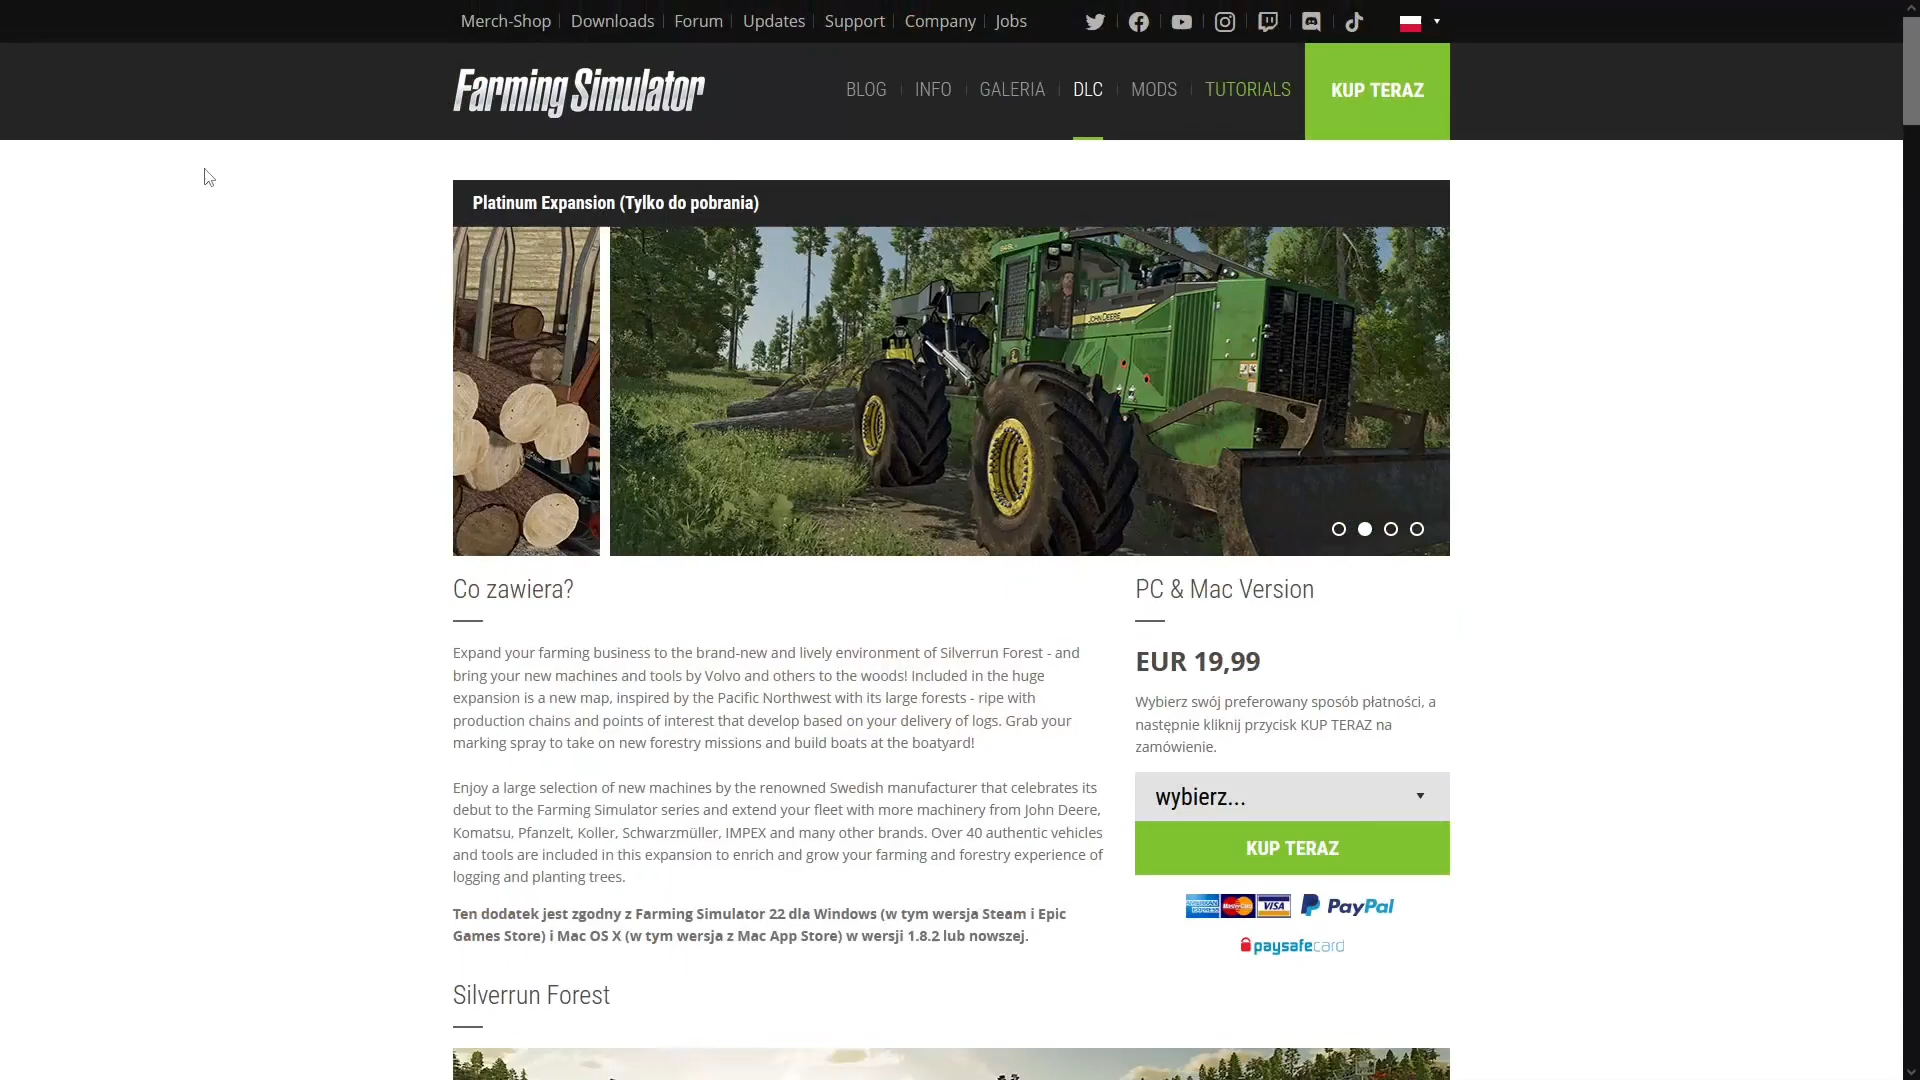 Merch-Shop Downloads Forum Updates Support Company Jobs
Farming Simulator
BLOG INFO GALERIA DLC MODS TUTORIALS KUP TERAZ
Platinum Expansion (Tylko do pobrania)
JOHN DEERE
Co zawiera?
Expand your farming business to the brand-new and lively environment of Silverrun Forest - and
bring your new machines and tools by Volvo and others to the woods! Included in the huge
expansion is a new map, inspired by the Pacific Northwest with its large forests - ripe with
production chains and points of interest that develop based on your delivery of logs. Grab your
marking spray to take on new forestry missions and build boats at the boatyard!
Enjoy a large selection of new machines by the renowned Swedish manufacturer that celebrates its
debut to the Farming Simulator series and extend your fleet with more machinery from John Deere,
Komatsu, Pfanzelt, Koller, Schwarzmüller, IMPEX and many other brands. Over 40 authentic vehicles
and tools are included in this expansion to enrich and grow your farming and forestry experience of
logging and planting trees.
Ten dodatek jest zgodny z Farming Simulator 22 dla Windows (w tym wersja Steam i Epic
Games Store) i Mac OS X (w tym wersja z Mac App Store) w wersji 1.8.2 lub nowszej.
Silverrun Forest
PC & Mac Version
EUR 19,99
Wybierz swój preferowany sposób płatności, a
następnie kliknij przycisk KUP TERAZ na
zamówienie.
wybierz...
KUP TERAZ
AMERICAN EXPRESS MasterCard VISA PayPal
paysafecard